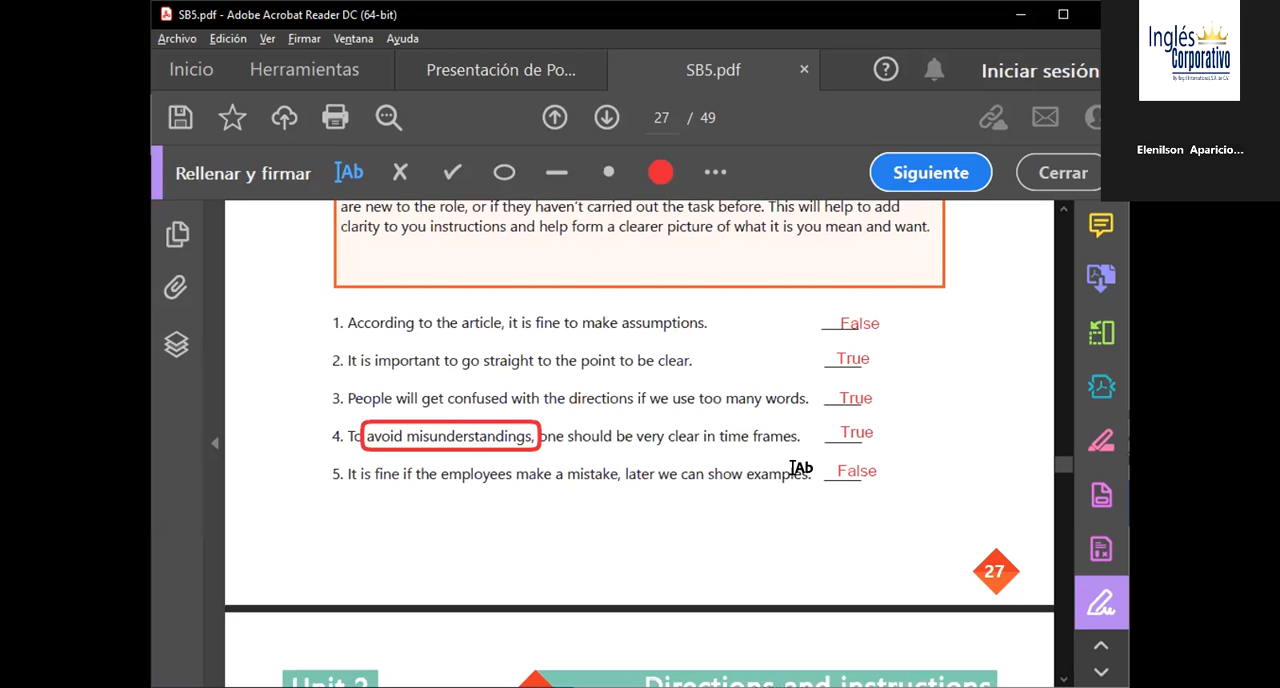 SB5.pdf - Adobe Acrobat Reader DC (64-bit)
Archivo Edición Ver Firmar Ventana Ayuda
Inicio Herramientas Presentación de Po... SB5.pdf × Iniciar sesión
27 / 49
Rellenar y firmar Ab Siguiente Cerrar
Inglés
Corporativo
Elenilson Aparicio...
are new to the role, or if they haven't carried out the task before. This will help to add
clarity to you instructions and help form a clearer picture of what it is you mean and want.
1. According to the article, it is fine to make assumptions. False
2. It is important to go straight to the point to be clear. True
3. People will get confused with the directions if we use too many words. True
4. To avoid misunderstandings, one should be very clear in time frames. True
5. It is fine if the employees make a mistake, later we can show examples. False
Ab
27
Unit 2 Directions and instructions